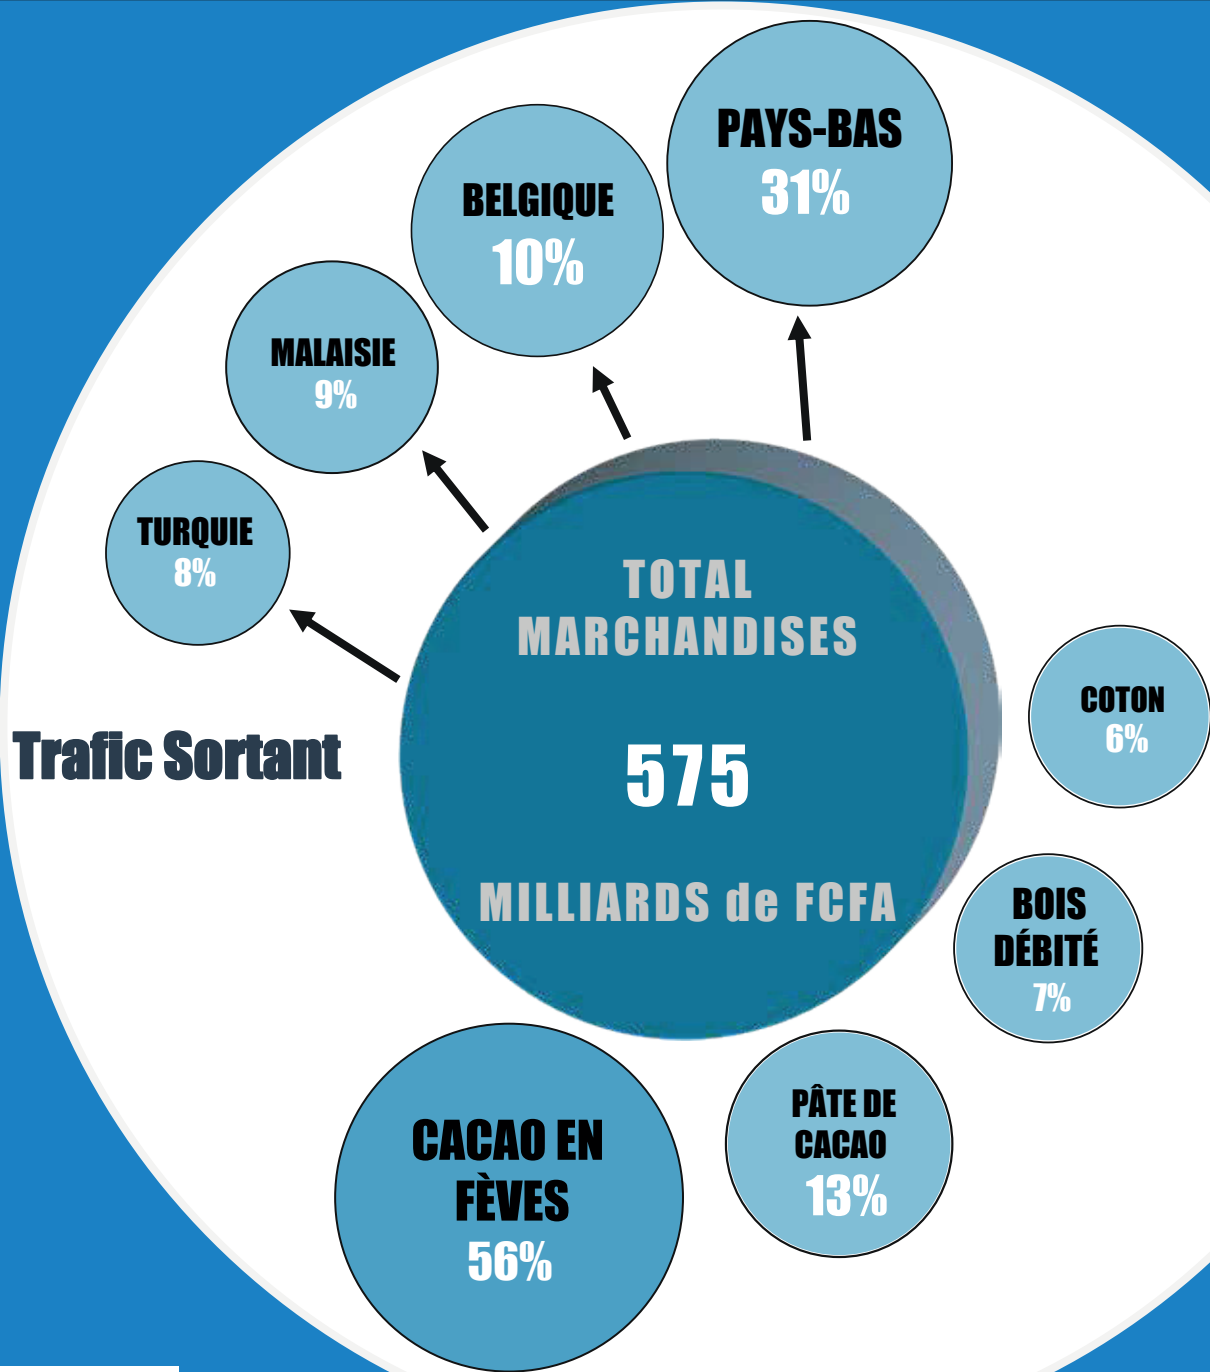 PAYS-BAS
31%
BELGIQUE
10%
MALAISIE
9%
TURQUIE
8%
TOTAL
MARCHANDISES
575
MILLIARDS de FCFA
Trafic Sortant
COTON
6%
BOIS
DÉBITÉ
7%
PÂTE DE
CACAO
13%
CACAO EN
FÈVES
56%